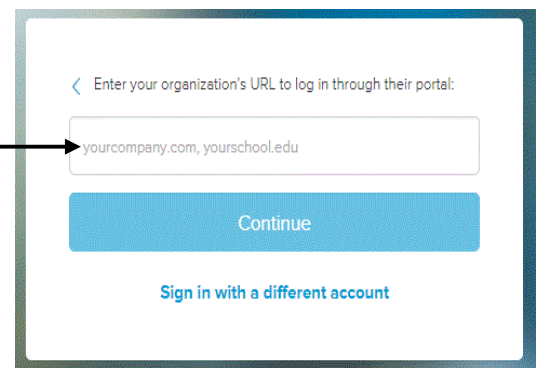 Enter your organization's URL to log in through their portal:
yourcompany.com, yourschool.edu
Continue
Sign in with a different account